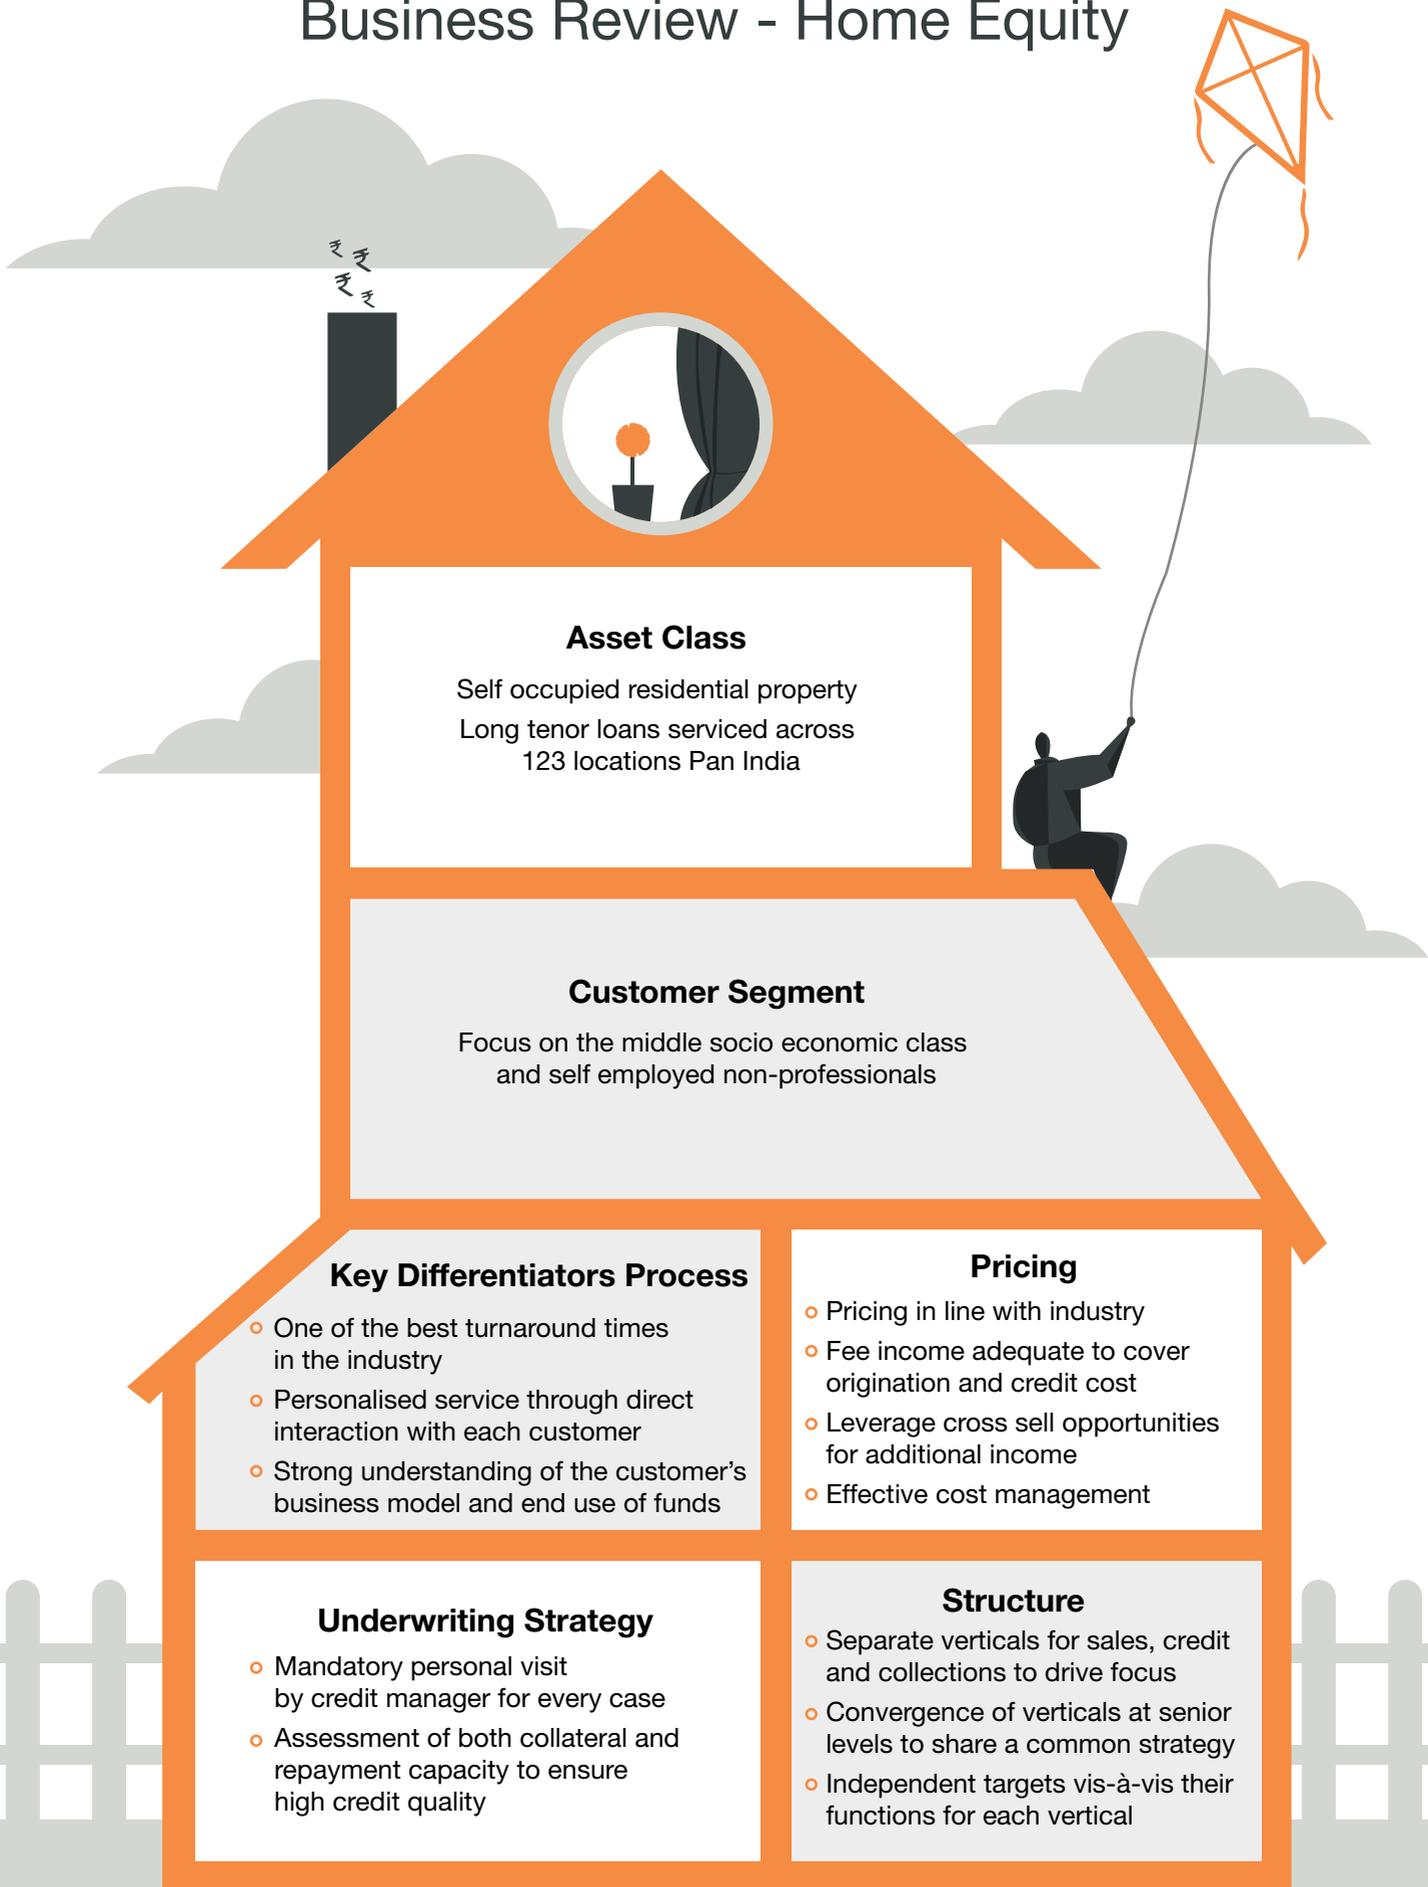 Business Review - Home Equity
₹ ₹
₹ ₹
Asset Class
Self occupied residential property
Long tenor loans serviced across
123 locations Pan India
Customer Segment
Focus on the middle socio economic class
and self employed non-professionals
Key Differentiators Process
One of the best turnaround times
in the industry
Personalised service through direct
interaction with each customer
Strong understanding of the customer’s
business model and end use of funds
Pricing
Pricing in line with industry
Fee income adequate to cover
origination and credit cost
Leverage cross sell opportunities
for additional income
Effective cost management
Underwriting Strategy
Mandatory personal visit
by credit manager for every case
Assessment of both collateral and
repayment capacity to ensure
high credit quality
Structure
Separate verticals for sales, credit
and collections to drive focus
Convergence of verticals at senior
levels to share a common strategy
Independent targets vis-à-vis their
functions for each vertical